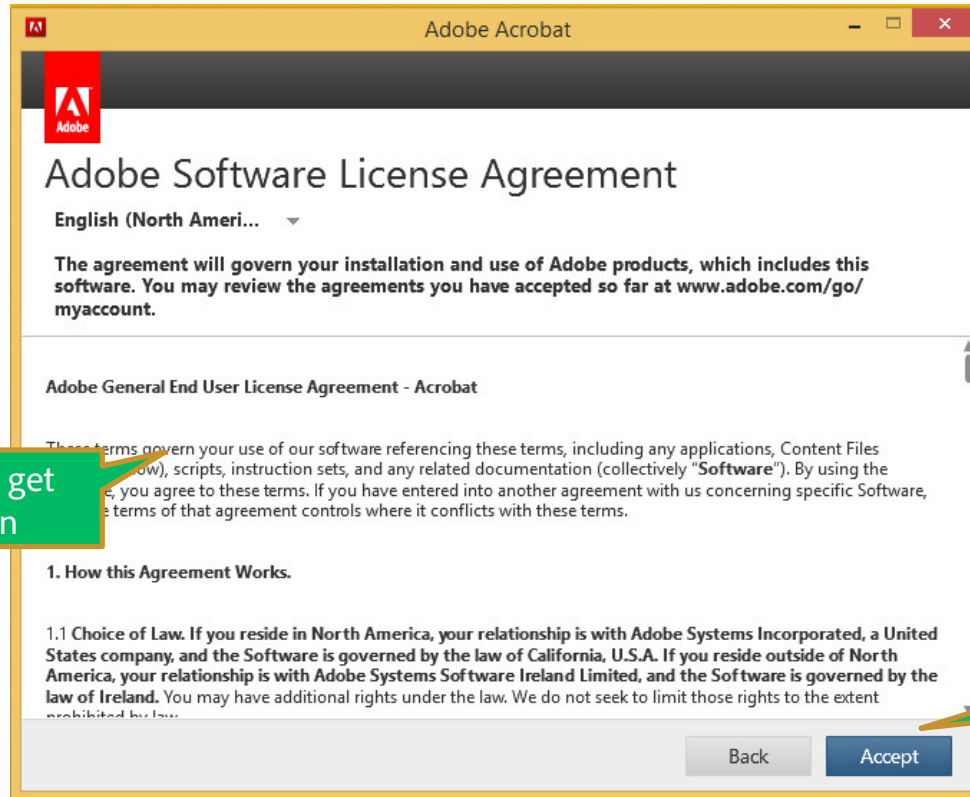 Adobe Acrobat
Adobe
Adobe Software License Agreement
English (North Ameri...
The agreement will govern your installation and use of Adobe products, which includes this
software. You may review the agreements you have accepted so far at www.adobe.com/go/
myaccount.
Adobe General End User License Agreement - Acrobat
These terms govern your use of our software referencing these terms, including any applications, Content Files
scripts, instruction sets, and any related documentation (collectively "Software"). By using the
you agree to these terms. If you have entered into another agreement with us concerning specific Software,
terms of that agreement controls where it conflicts with these terms.
get
1. How this Agreement Works.
1.1 Choice of Law. If you reside in North America, your relationship is with Adobe Systems Incorporated, a United
States company, and the Software is governed by the law of California, U.S.A. If you reside outside of North
America, your relationship is with Adobe Systems Software Ireland Limited, and the Software is governed by the
law of Ireland. You may have additional rights under the law. We do not seek to limit those rights to the extent
prohibited by law.
Back
Accept